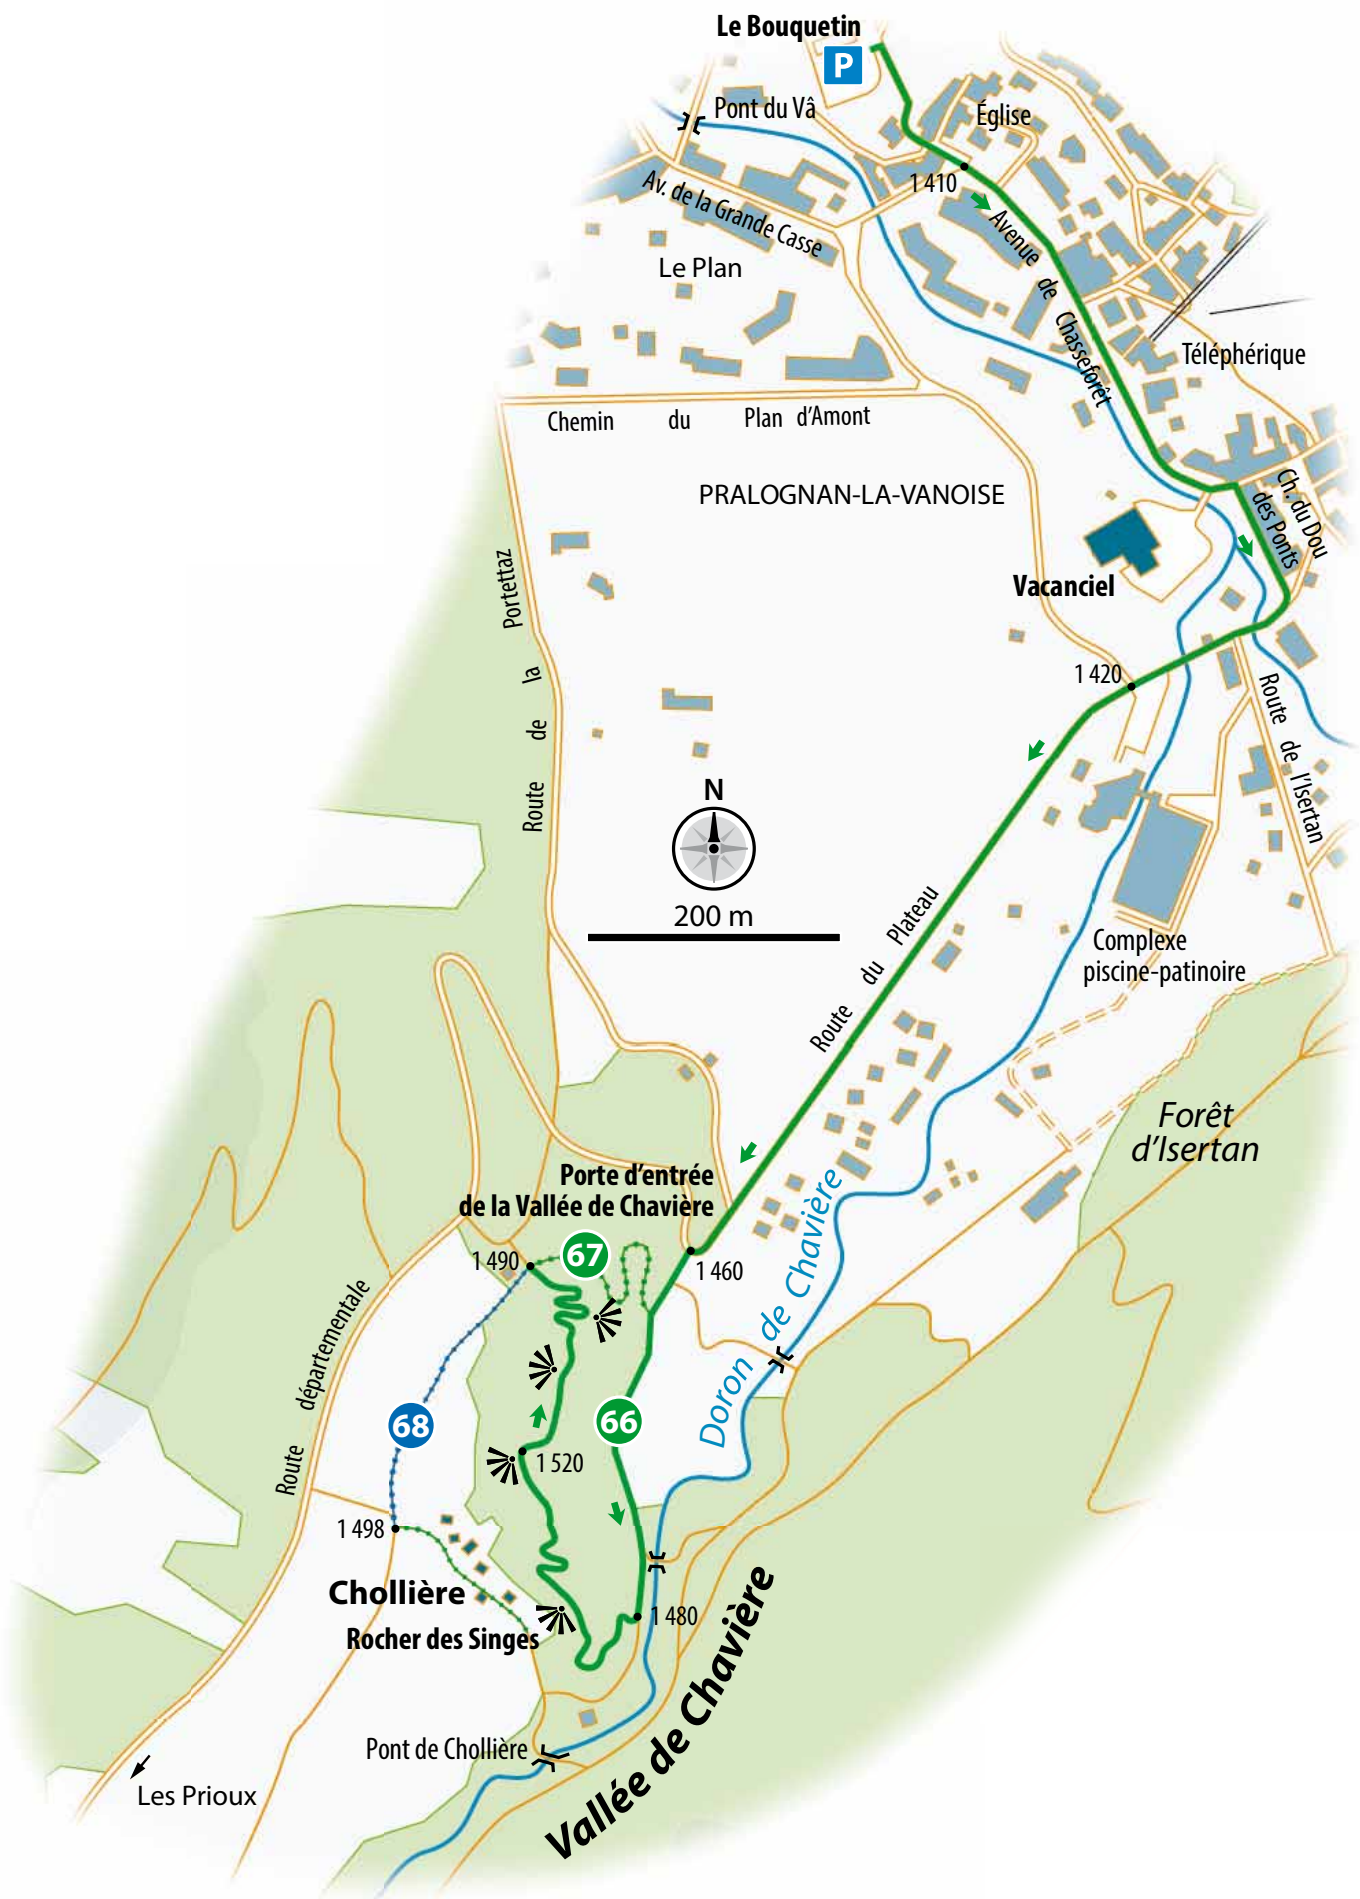 Le Bouquetin
P
Pont du Vâ
Église
1 410
Av. de la Grande Casse
Avenue de Chasseforêt
Le Plan
Téléphérique
Chemin du Plan d'Amont
PRALOGNAN-LA-VANOISE
Ch. du Dou
des Ponts
Vacanciel
Route de la Portettaz
1 420
Route de l'Isertan
N
200 m
Route du Plateau
Complexe
piscine-patinoire
Forêt
d'Isertan
Porte d'entrée
de la Vallée de Chavière
67
1 490
1 460
Doron de Chavière
Route départementale
68
66
1 520
1 498
Chollière
Rocher des Singes
1 480
Vallée de Chavière
Pont de Chollière
Les Prioux